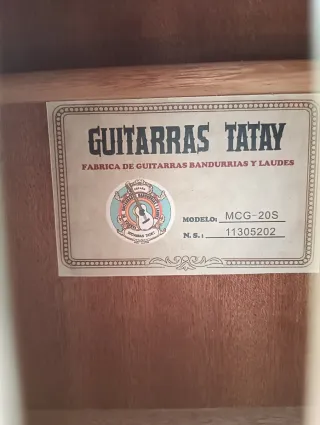 GUITARRAS TATAY
FABRICA DE GUITARRAS BANDURRIAS Y LAUDES
MODELO: MCG-20S
N.S.: 11305202